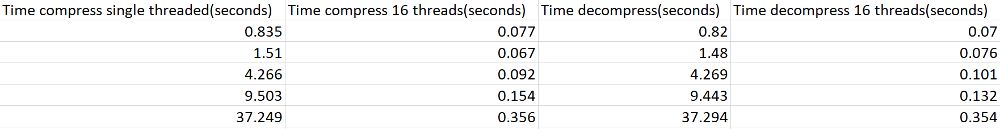 Time compress single threaded(seconds) Time compress 16 threads(seconds) Time decompress(seconds) Time decompress 16 threads(seconds)
0.835 0.077 0.82 0.07
1.51 0.067 1.48 0.076
4.266 0.092 4.269 0.101
9.503 0.154 9.443 0.132
37.249 0.356 37.294 0.354